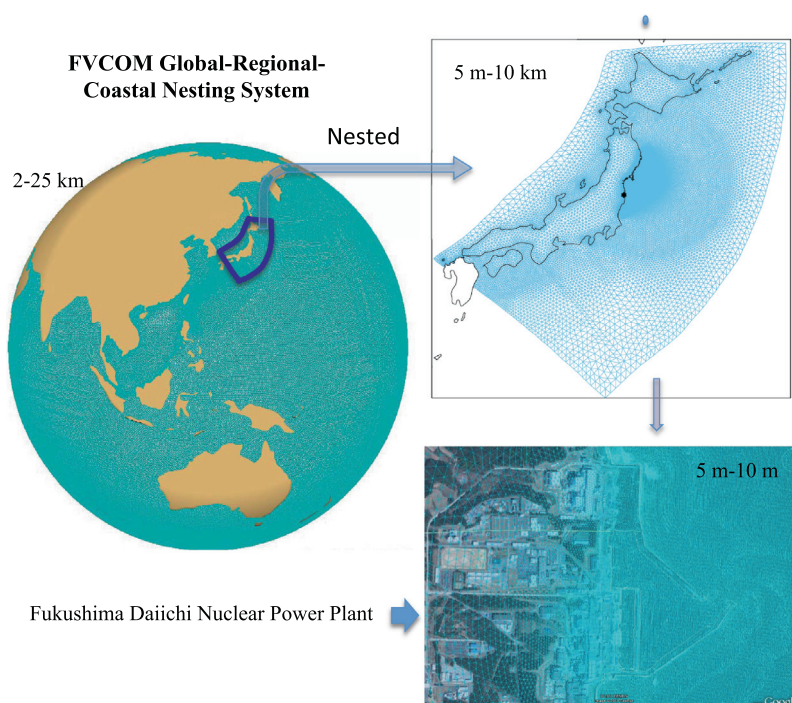 FVCOM Global-Regional-
Coastal Nesting System
Nested
5 m-10 km
2-25 km
5 m-10 m
Fukushima Daiichi Nuclear Power Plant